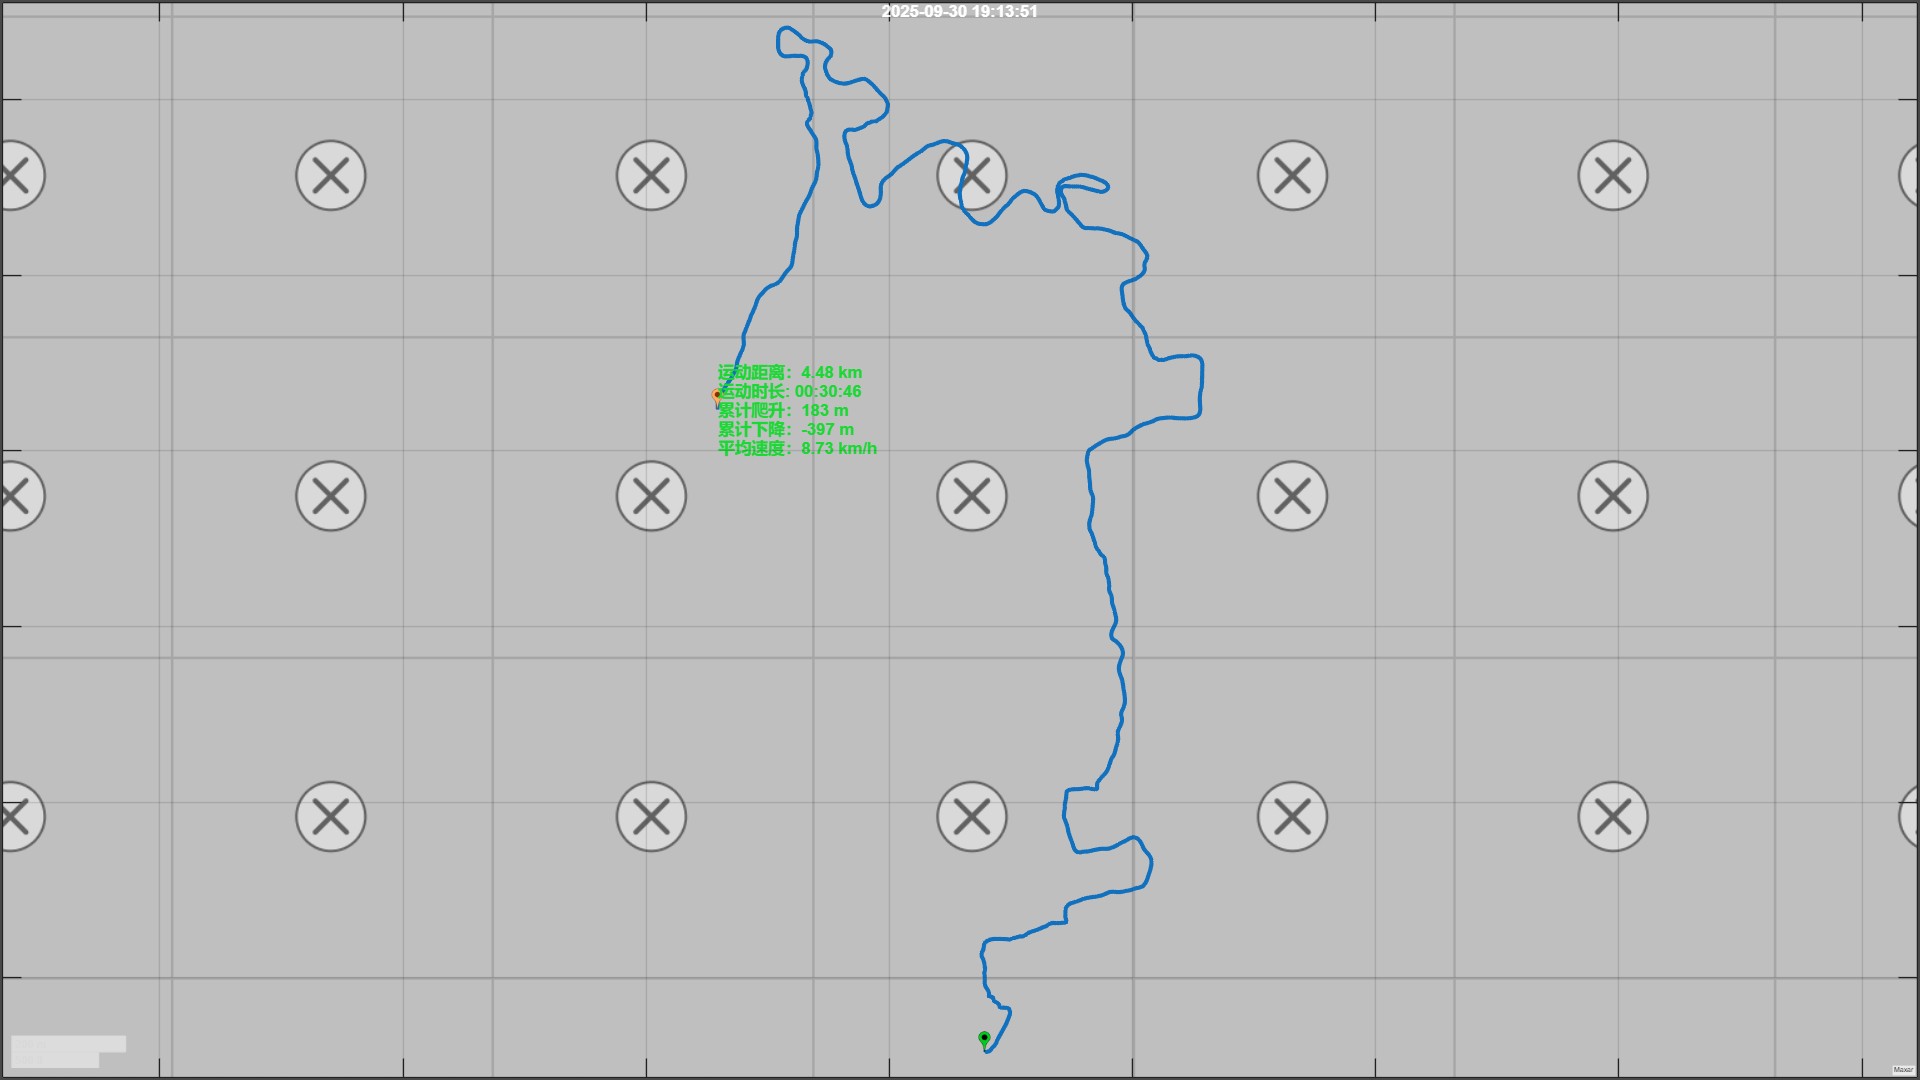 2025-09-30 19:13:51
运动距离：4.48 km
运动时长: 00:30:46
累计爬升：183 m
累计下降：-397 m
平均速度：8.73 km/h
Maxar